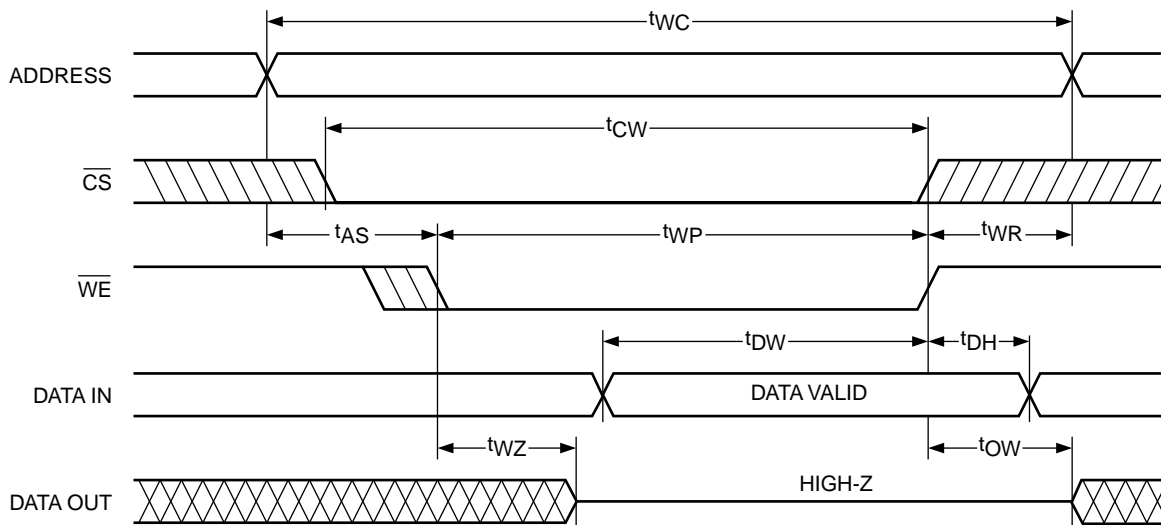 tWC
ADDRESS
tCW
CS
tAS
tWP
tWR
WE
tDW
tDH
DATA IN
DATA VALID
tWZ
tOW
HIGH-Z
DATA OUT